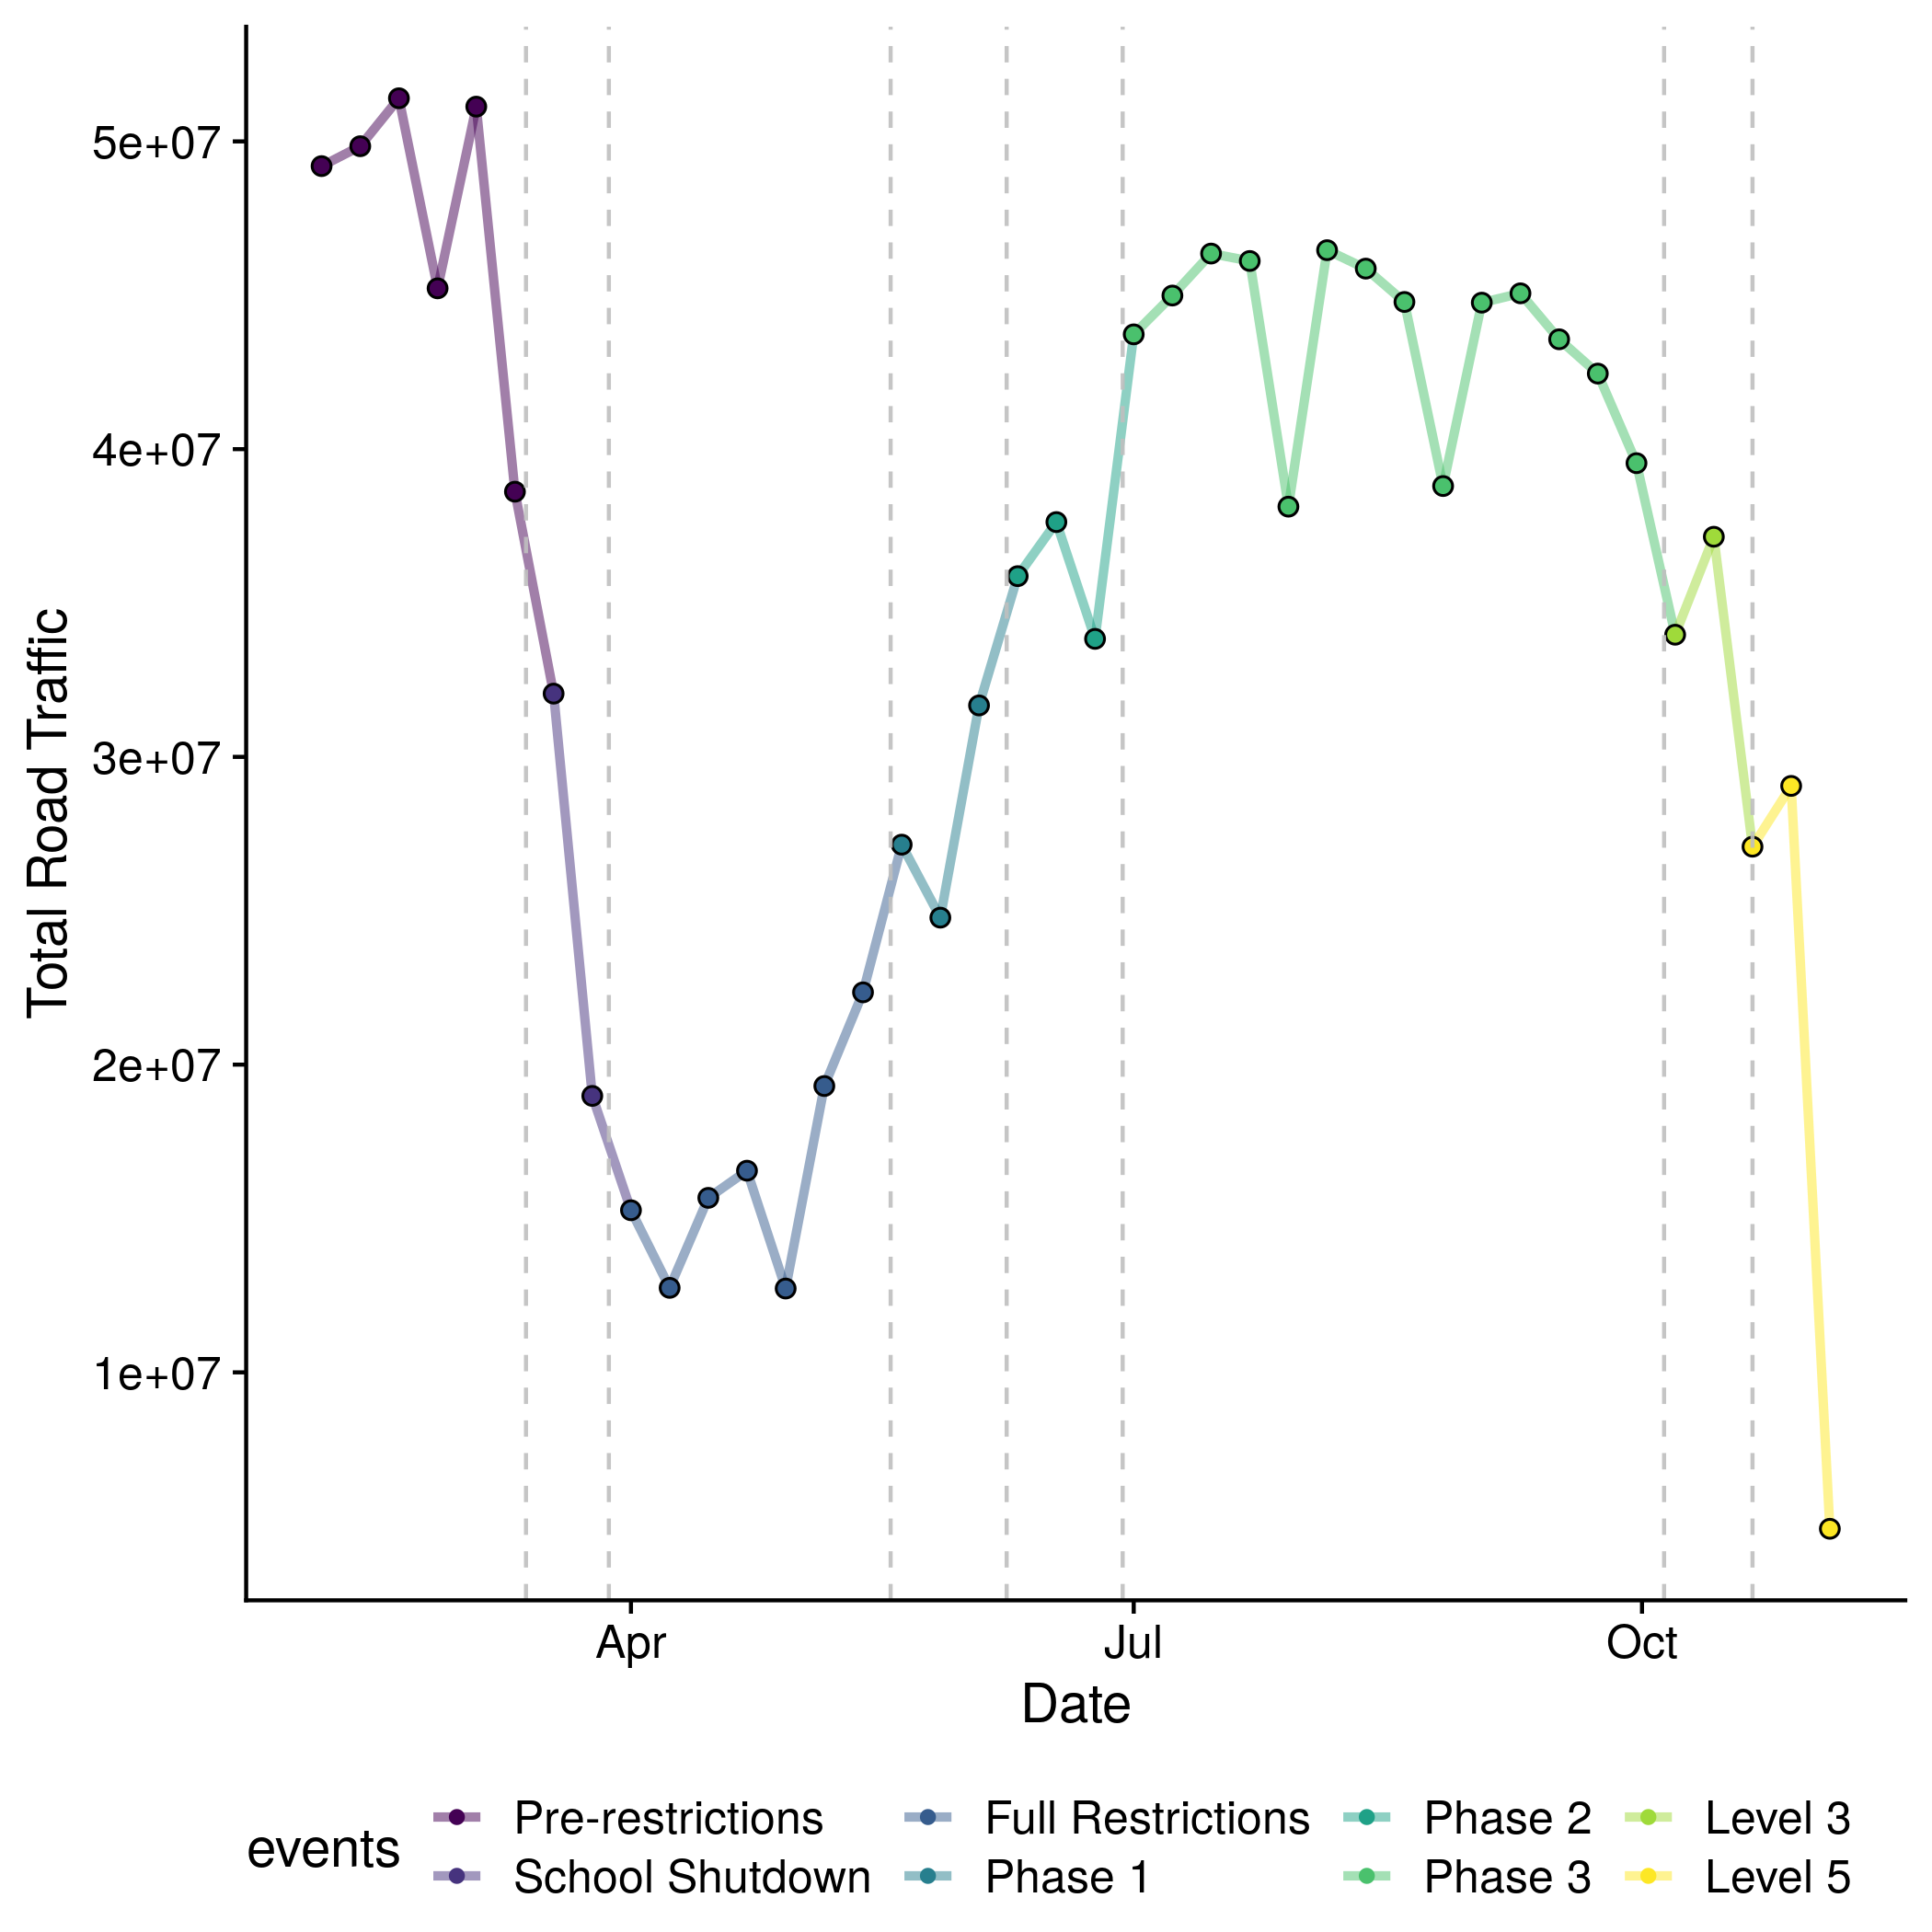 5e+07
4e+07
3e+07
2e+07
1e+07
Total Road Traffic
Apr Jul Oct
Date
events
Pre-restrictions Full Restrictions Phase 2 Level 3
School Shutdown Phase 1 Phase 3 Level 5